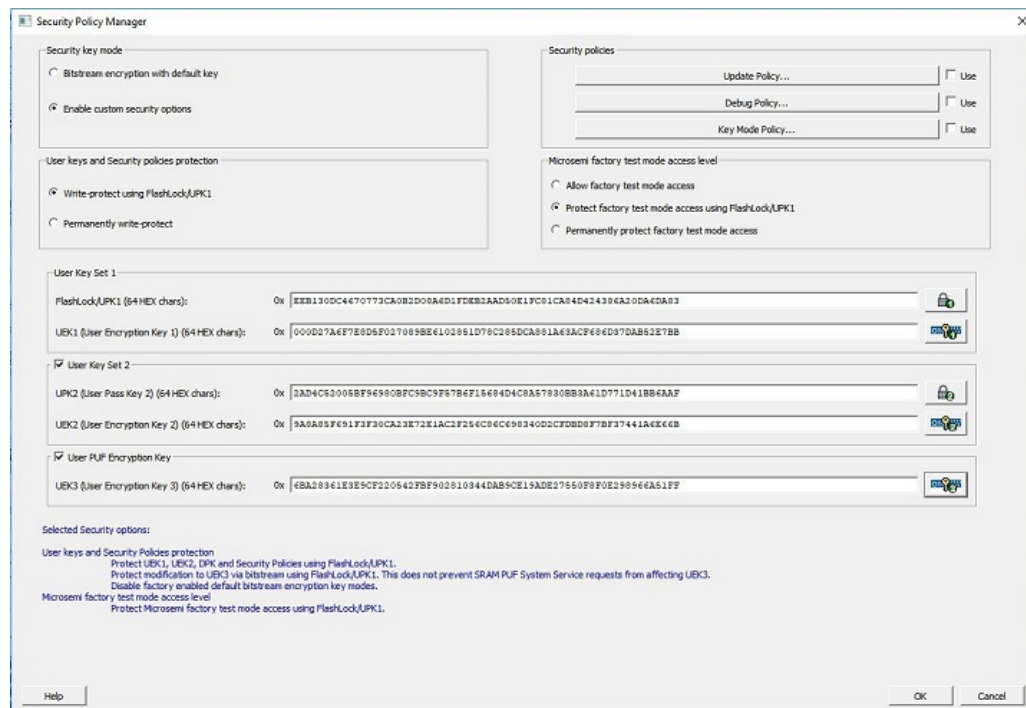 Security Policy Manager
Security key mode
Bitstream encryption with default key
Enable custom security options
Security policies
Update Policy...
Use
Debug Policy...
Use
Key Mode Policy...
Use
User keys and Security policies protection
Write-protect using FlashLock/UPK1
Permanently write-protect
Microsemi factory test mode access level
Allow factory test mode access
Protect factory test mode access using FlashLock/UPK1
Permanently protect factory test mode access
User Key Set 1
FlashLock/UPK1 (64 HEX chars): 0x
UEK1 (User Encryption Key 1) (64 HEX chars): 0x
User Key Set 2
UPK2 (User Pass Key 2) (64 HEX chars): 0x
UEK2 (User Encryption Key 2) (64 HEX chars): 0x
User PUF Encryption Key
UEK3 (User Encryption Key 3) (64 HEX chars): 0x
Selected Security options:
User keys and Security Policies protection
Protect UEK1, UEK2, DPK and Security Policies using FlashLock/UPK1.
Protect modification to UEK3 via bitstream using FlashLock/UPK1. This does not prevent SRAM PUF System Service requests from affecting UEK3.
Disable factory enabled default bitstream encryption key modes.
Microsemi factory test mode access level
Protect Microsemi factory test mode access using FlashLock/UPK1.
Help
OK
Cancel